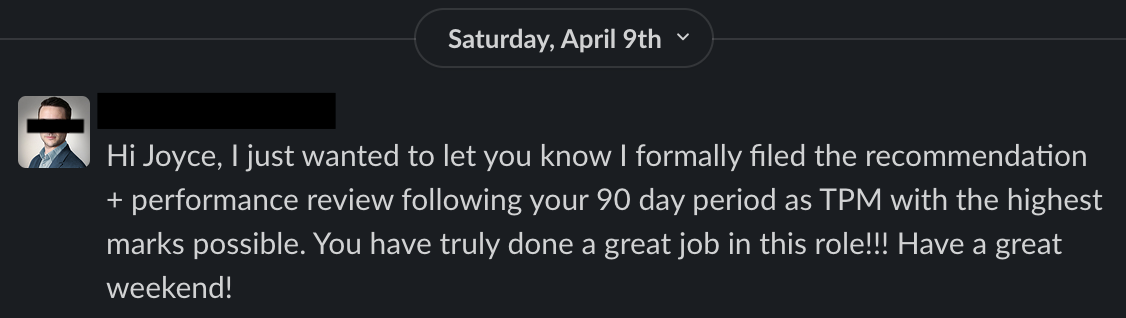 Saturday, April 9th
Hi Joyce, I just wanted to let you know I formally filed the recommendation
+ performance review following your 90 day period as TPM with the highest
marks possible. You have truly done a great job in this role!!! Have a great
weekend!